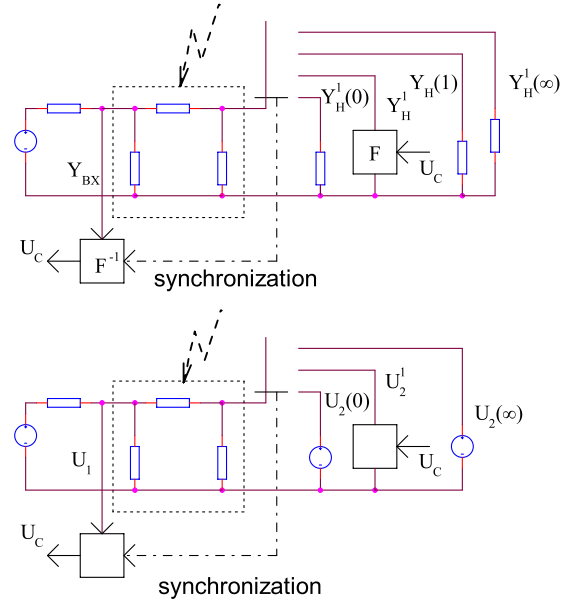 Y_H^1(0)
Y_H^1
Y_H(1)
Y_H^1(∞)
Y_BX
F
U_C
U_C
F^-1
synchronization
U_1
U_2(0)
U_2^1
U_2(∞)
U_C
U_C
synchronization